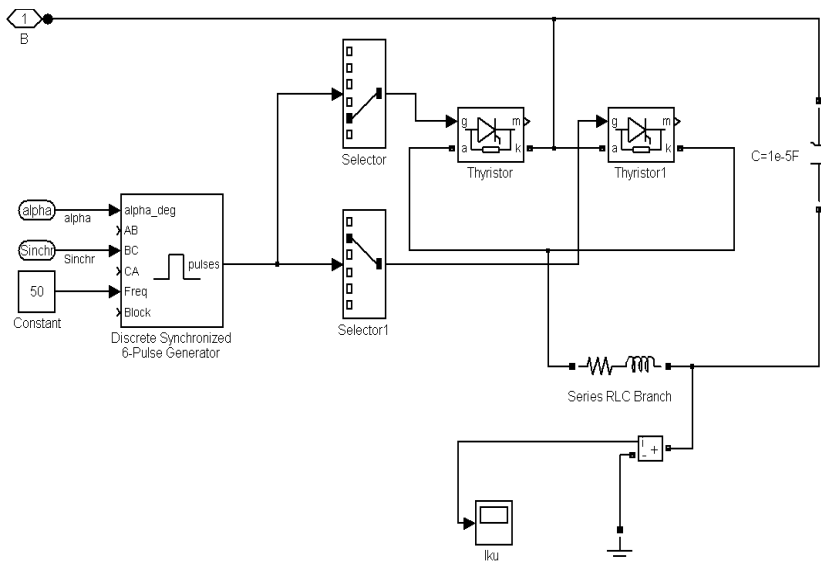 1
B
Selector
g
m
a
k
Thyristor
g
m
a
k
Thyristor1
C=1e-5F
alpha
alpha
Sinchr
Sinchr
50
Constant
alpha_deg
AB
BC
CA
Freq
Block
pulses
Discrete Synchronized
6-Pulse Generator
Selector1
Series RLC Branch
i
+
-
Iku